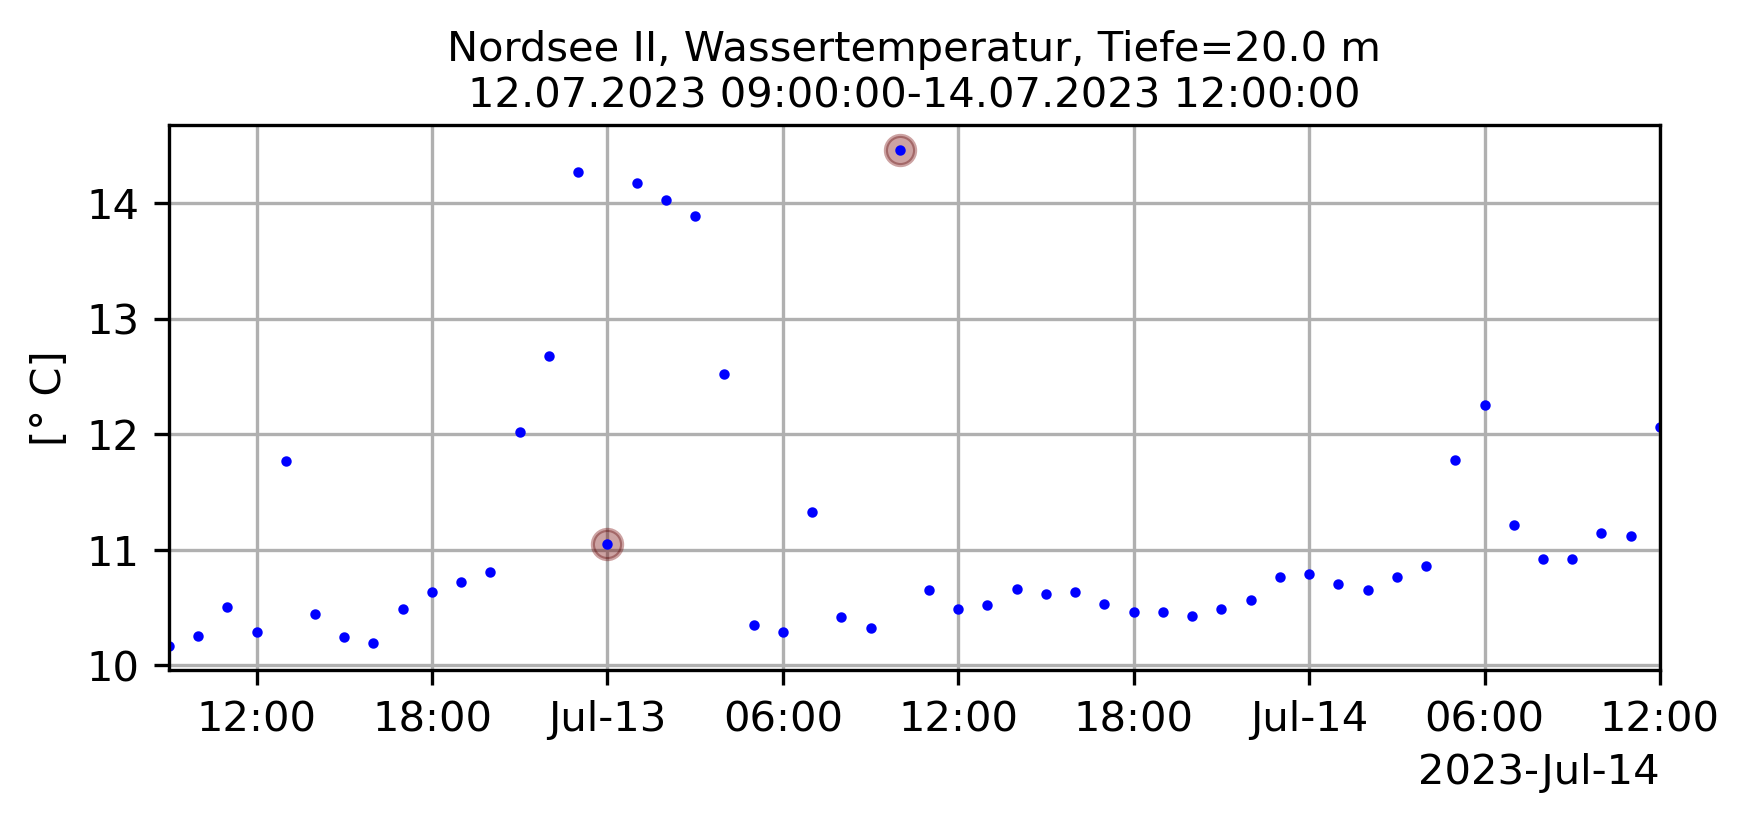 Nordsee II, Wassertemperatur, Tiefe=20.0 m
12.07.2023 09:00:00-14.07.2023 12:00:00
[° C]
14
13
12
11
10
12:00 18:00 Jul-13 06:00 12:00 18:00 Jul-14 06:00 12:00
2023-Jul-14